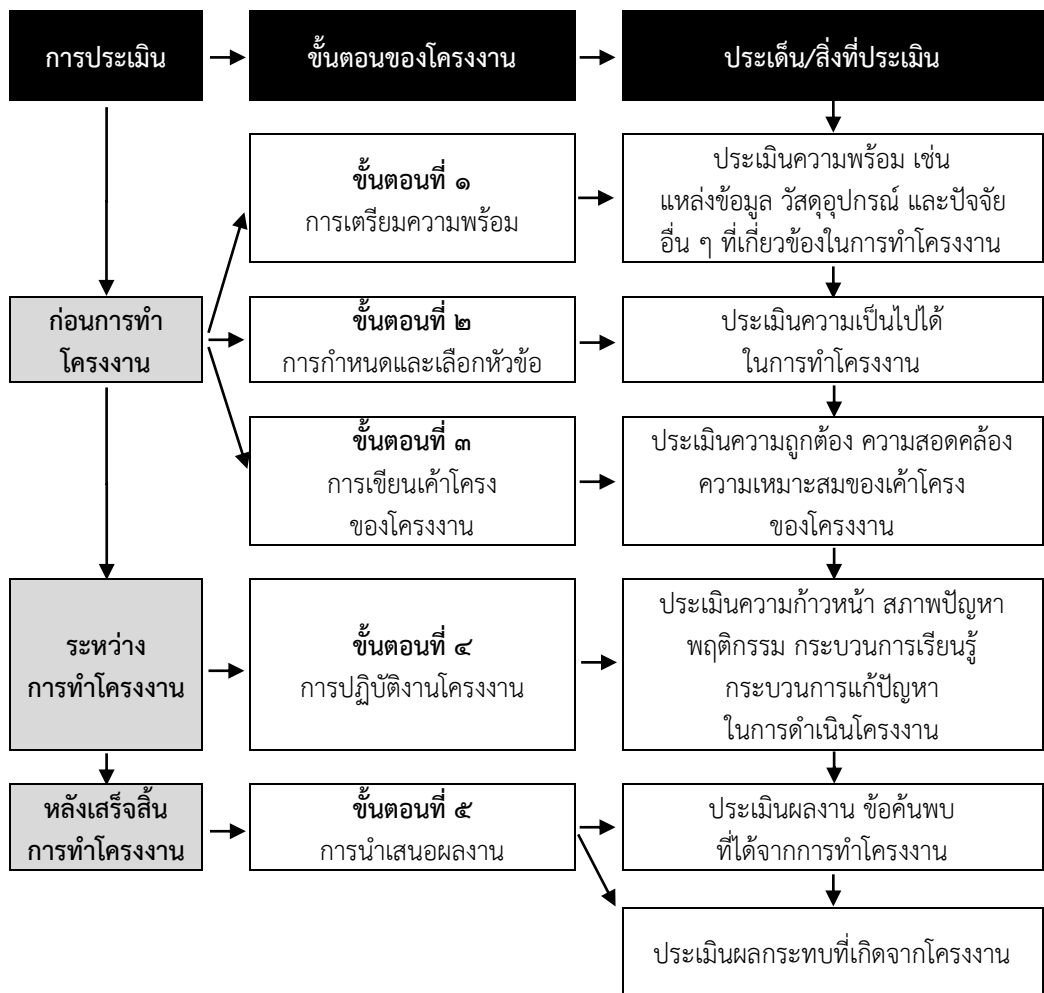 การประเมิน
ขั้นตอนของโครงงาน
ประเด็น/สิ่งที่ประเมิน
ขั้นตอนที่ ๑
การเตรียมความพร้อม
ประเมินความพร้อม เช่น
แหล่งข้อมูล วัสดุอุปกรณ์ และปัจจัย
อื่น ๆ ที่เกี่ยวข้องในการทำโครงงาน
ก่อนการทำ
โครงงาน
ขั้นตอนที่ ๒
การกำหนดและเลือกหัวข้อ
ประเมินความเป็นไปได้
ในการทำโครงงาน
ขั้นตอนที่ ๓
การเขียนเค้าโครง
ของโครงงาน
ประเมินความถูกต้อง ความสอดคล้อง
ความเหมาะสมของเค้าโครง
ของโครงงาน
ระหว่าง
การทำโครงงาน
ขั้นตอนที่ ๔
การปฏิบัติงานโครงงาน
ประเมินความก้าวหน้า สภาพปัญหา
พฤติกรรม กระบวนการเรียนรู้
กระบวนการแก้ปัญหา
ในการดำเนินโครงงาน
หลังเสร็จสิ้น
การทำโครงงาน
ขั้นตอนที่ ๕
การนำเสนอผลงาน
ประเมินผลงาน ข้อค้นพบ
ที่ได้จากการทำโครงงาน
ประเมินผลกระทบที่เกิดจากโครงงาน